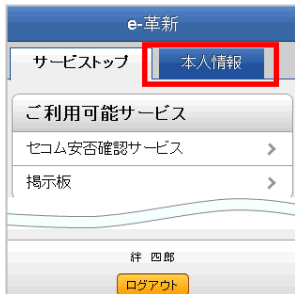 e-革新
サービストップ 本人情報
ご利用可能サービス
セコム安否確認サービス
掲示板
絆 四郎
ログアウト